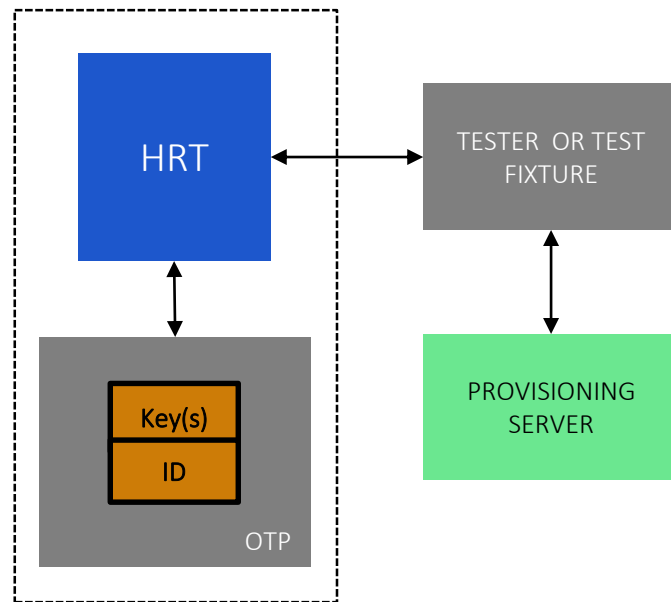 HRT
TESTER OR TEST
FIXTURE
Key(s)
ID
OTP
PROVISIONING
SERVER